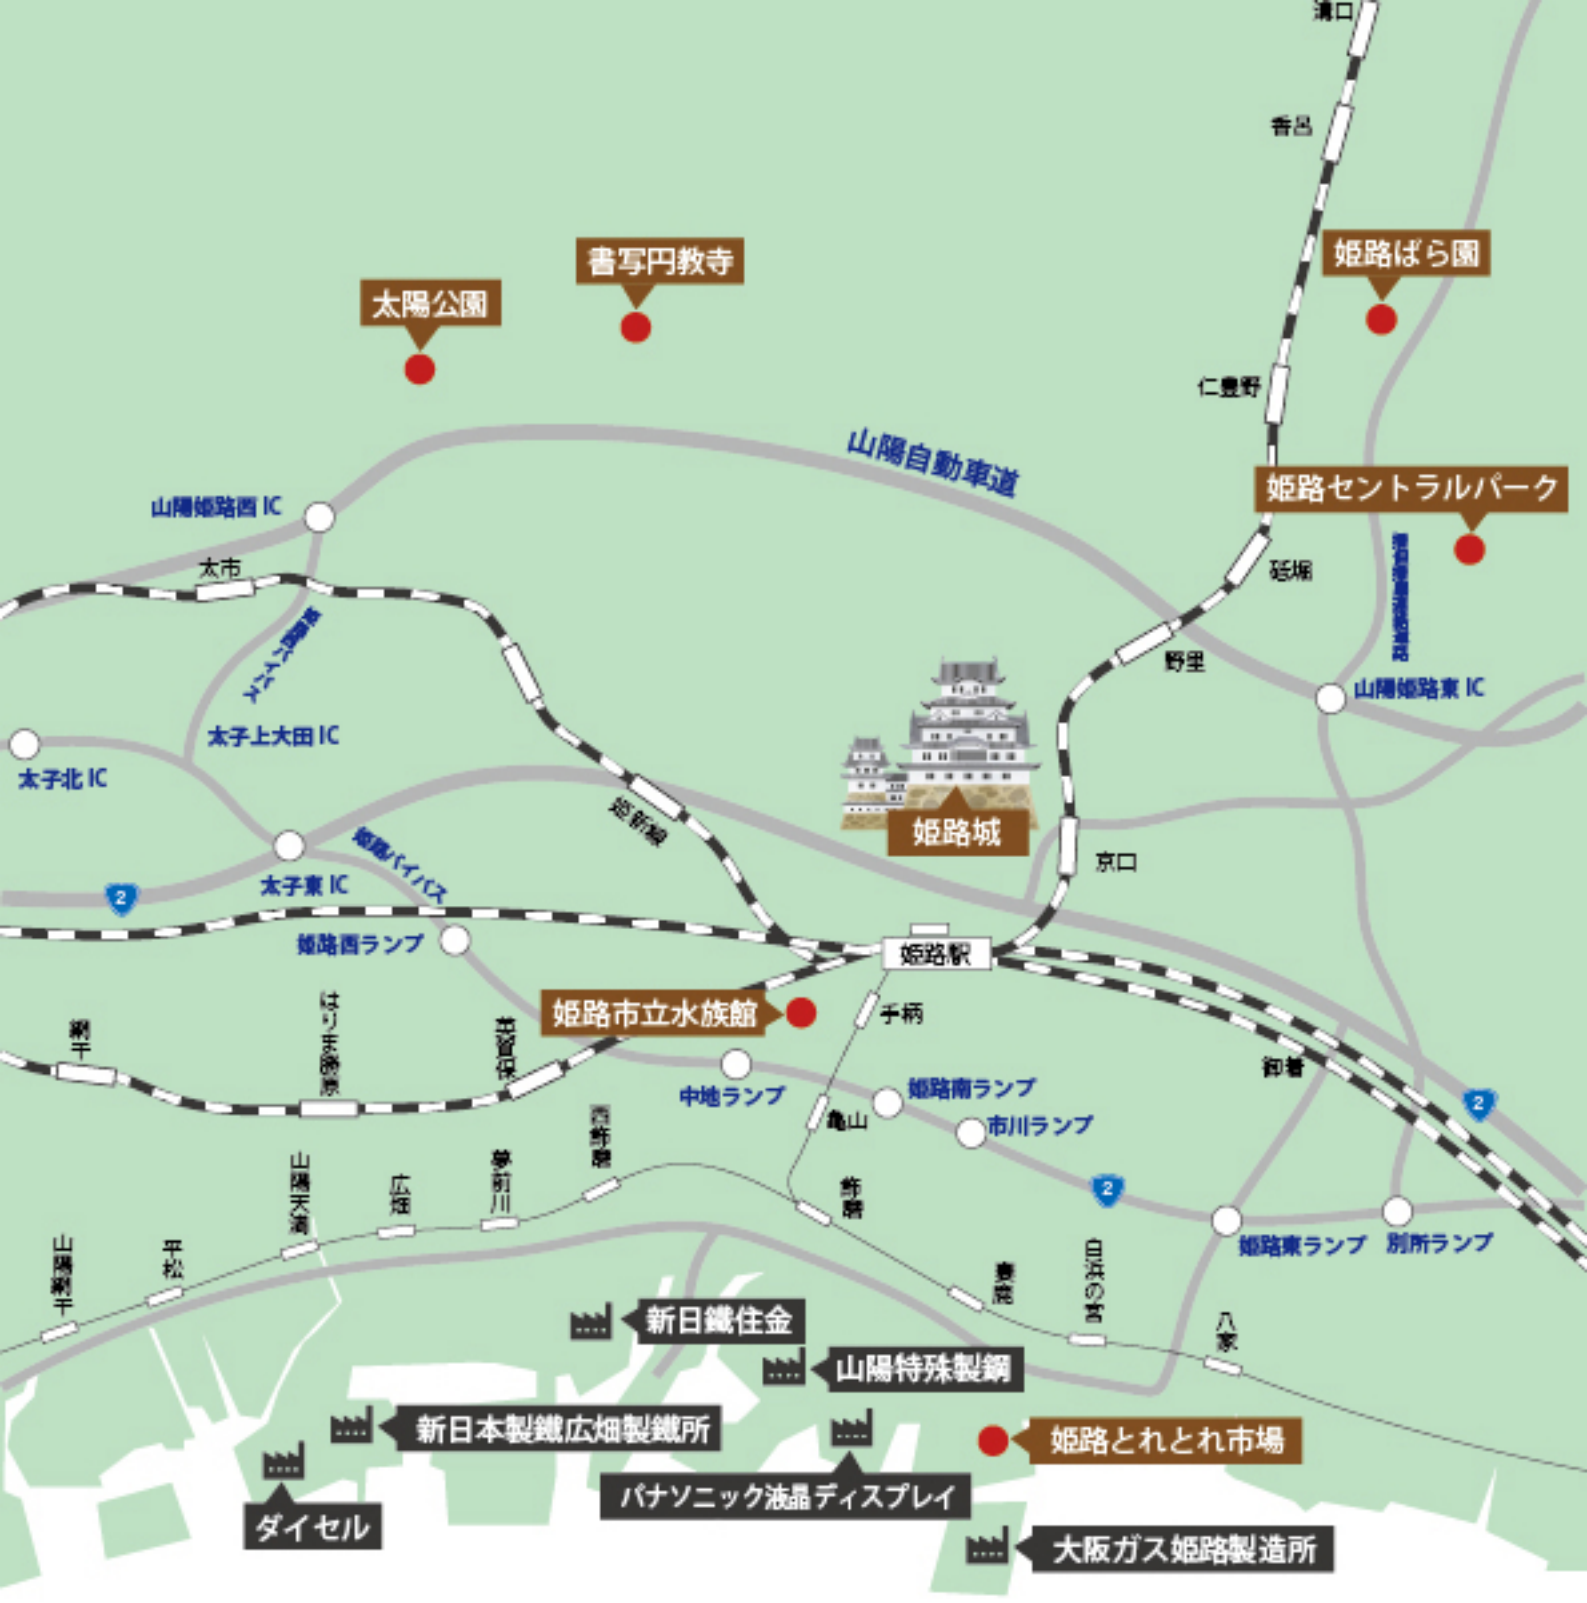 溝口
香呂
書写円教寺
姫路ばら園
太陽公園
仁豊野
山陽自動車道
姫路セントラルパーク
山陽姫路西 IC
太市
砥堀
姫路西バイパス
野里
山陽姫路東 IC
太子上大田 IC
太子北 IC
姫新線
姫路城
姫路バイパス
京口
太子東 IC
2
姫路西ランプ
姫路駅
姫路市立水族館
手柄
網干
はりま勝原
英賀保
御着
中地ランプ
姫路南ランプ
2
亀山
市川ランプ
西飾磨
山陽天満
広畑
夢前川
飾磨
2
山陽網干
平松
妻鹿
白浜の宮
姫路東ランプ
別所ランプ
八家
新日鐵住金
山陽特殊製鋼
新日本製鐵広畑製鐵所
姫路とれとれ市場
パナソニック液晶ディスプレイ
ダイセル
大阪ガス姫路製造所